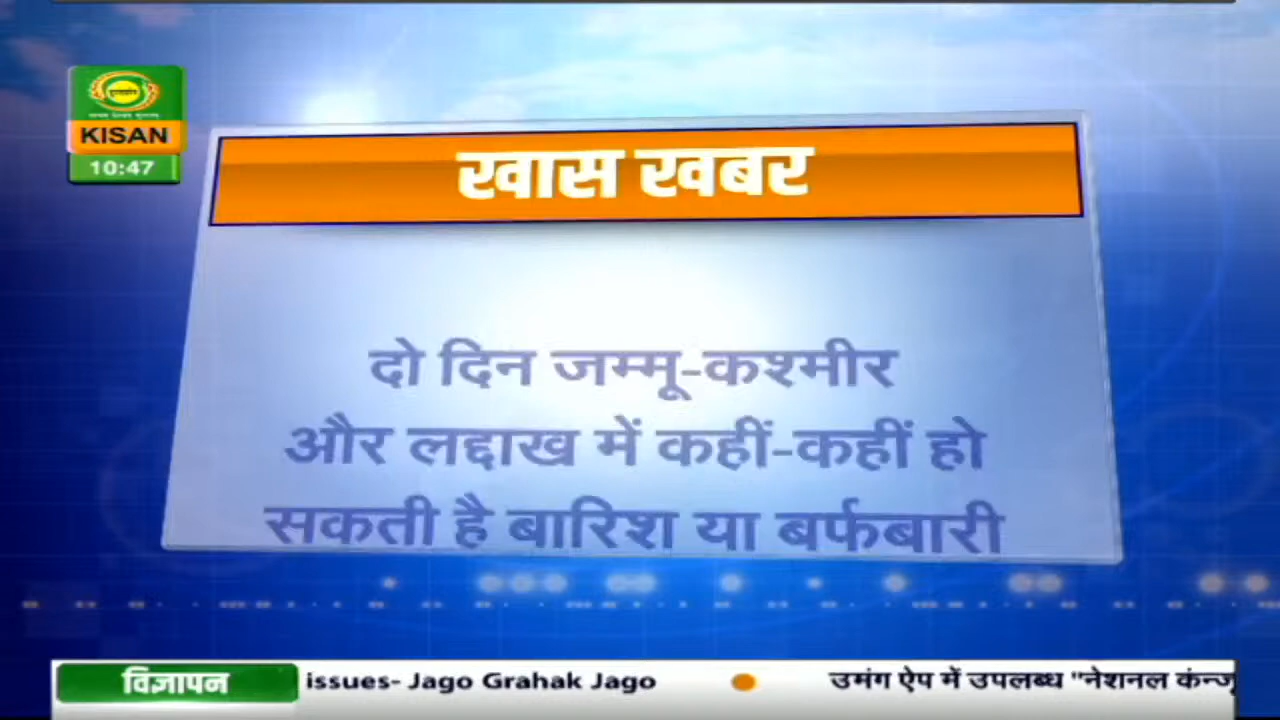 KISAN
10:47
खास खबर
दो दिन जम्मू-कश्मीर
और लद्दाख में कहीं-कहीं हो
सकती है बारिश या बर्फबारी
विज्ञापन
issues- Jago Grahak Jago
उमंग ऐप में उपलब्ध "नेशनल